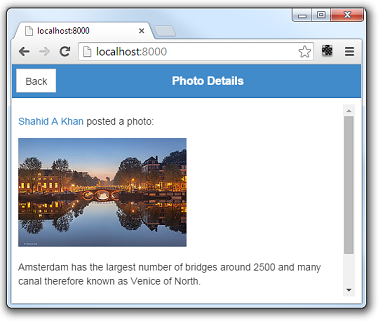 localhost:8000
localhost:8000
Back
Photo Details
Shahid A Khan posted a photo:
Amsterdam has the largest number of bridges around 2500 and many
canal therefore known as Venice of North.